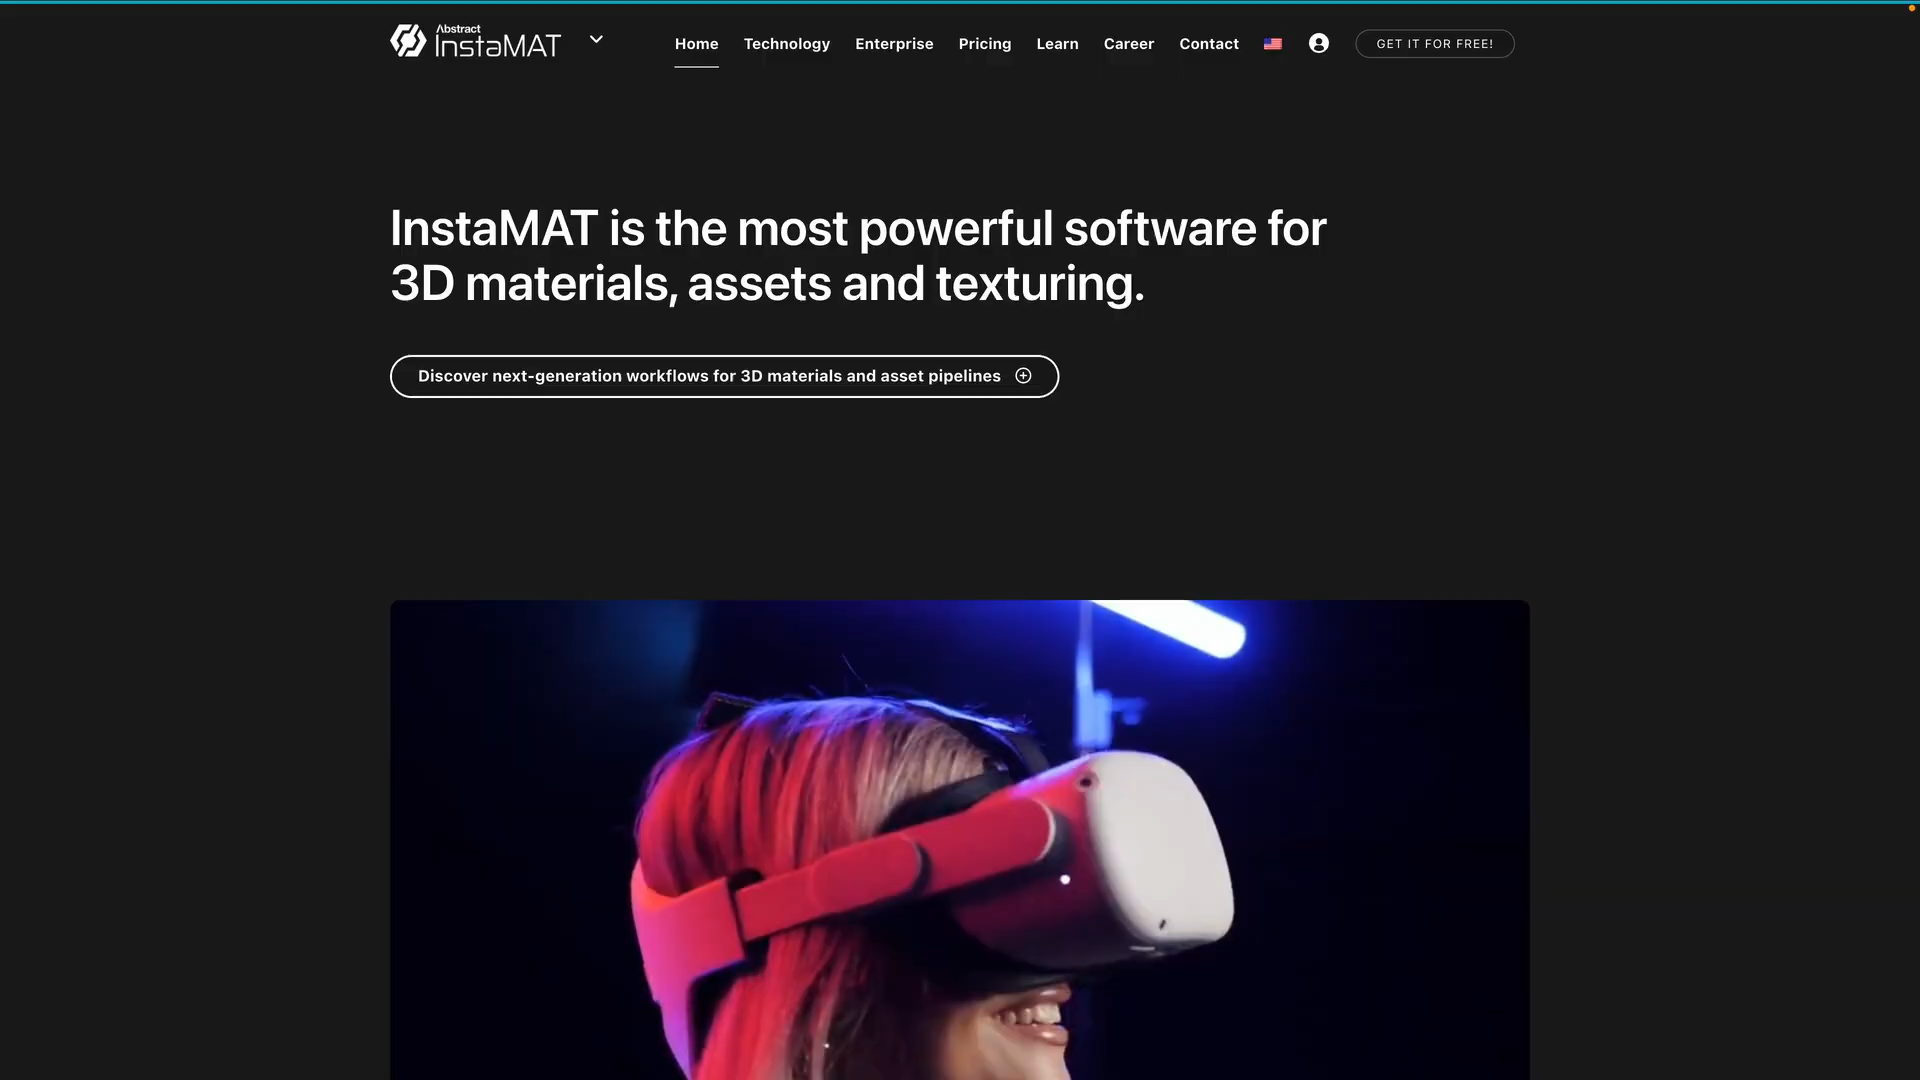 Abstract
InstaMAT
Home Technology Enterprise Pricing Learn Career Contact GET IT FOR FREE!
InstaMAT is the most powerful software for
3D materials, assets and texturing.
Discover next-generation workflows for 3D materials and asset pipelines